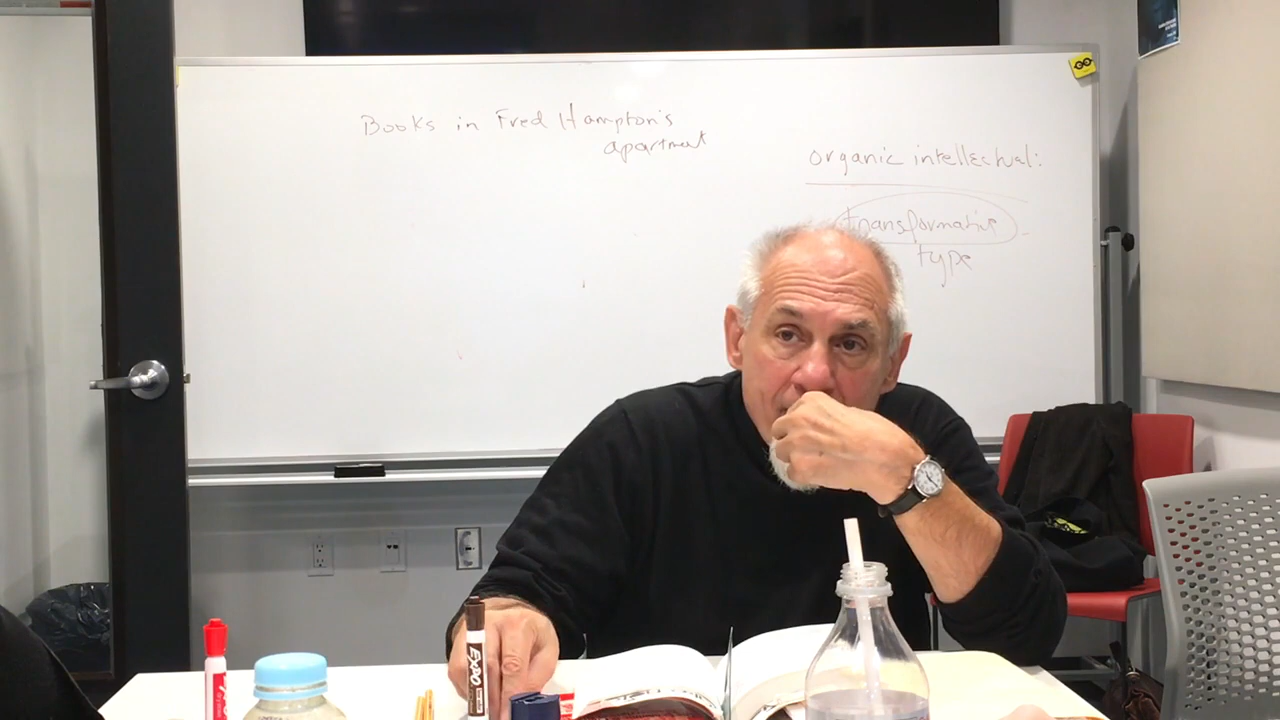 Books in Fred Hampton's
apartment
organic intellectual:
transformative
type
EXPO